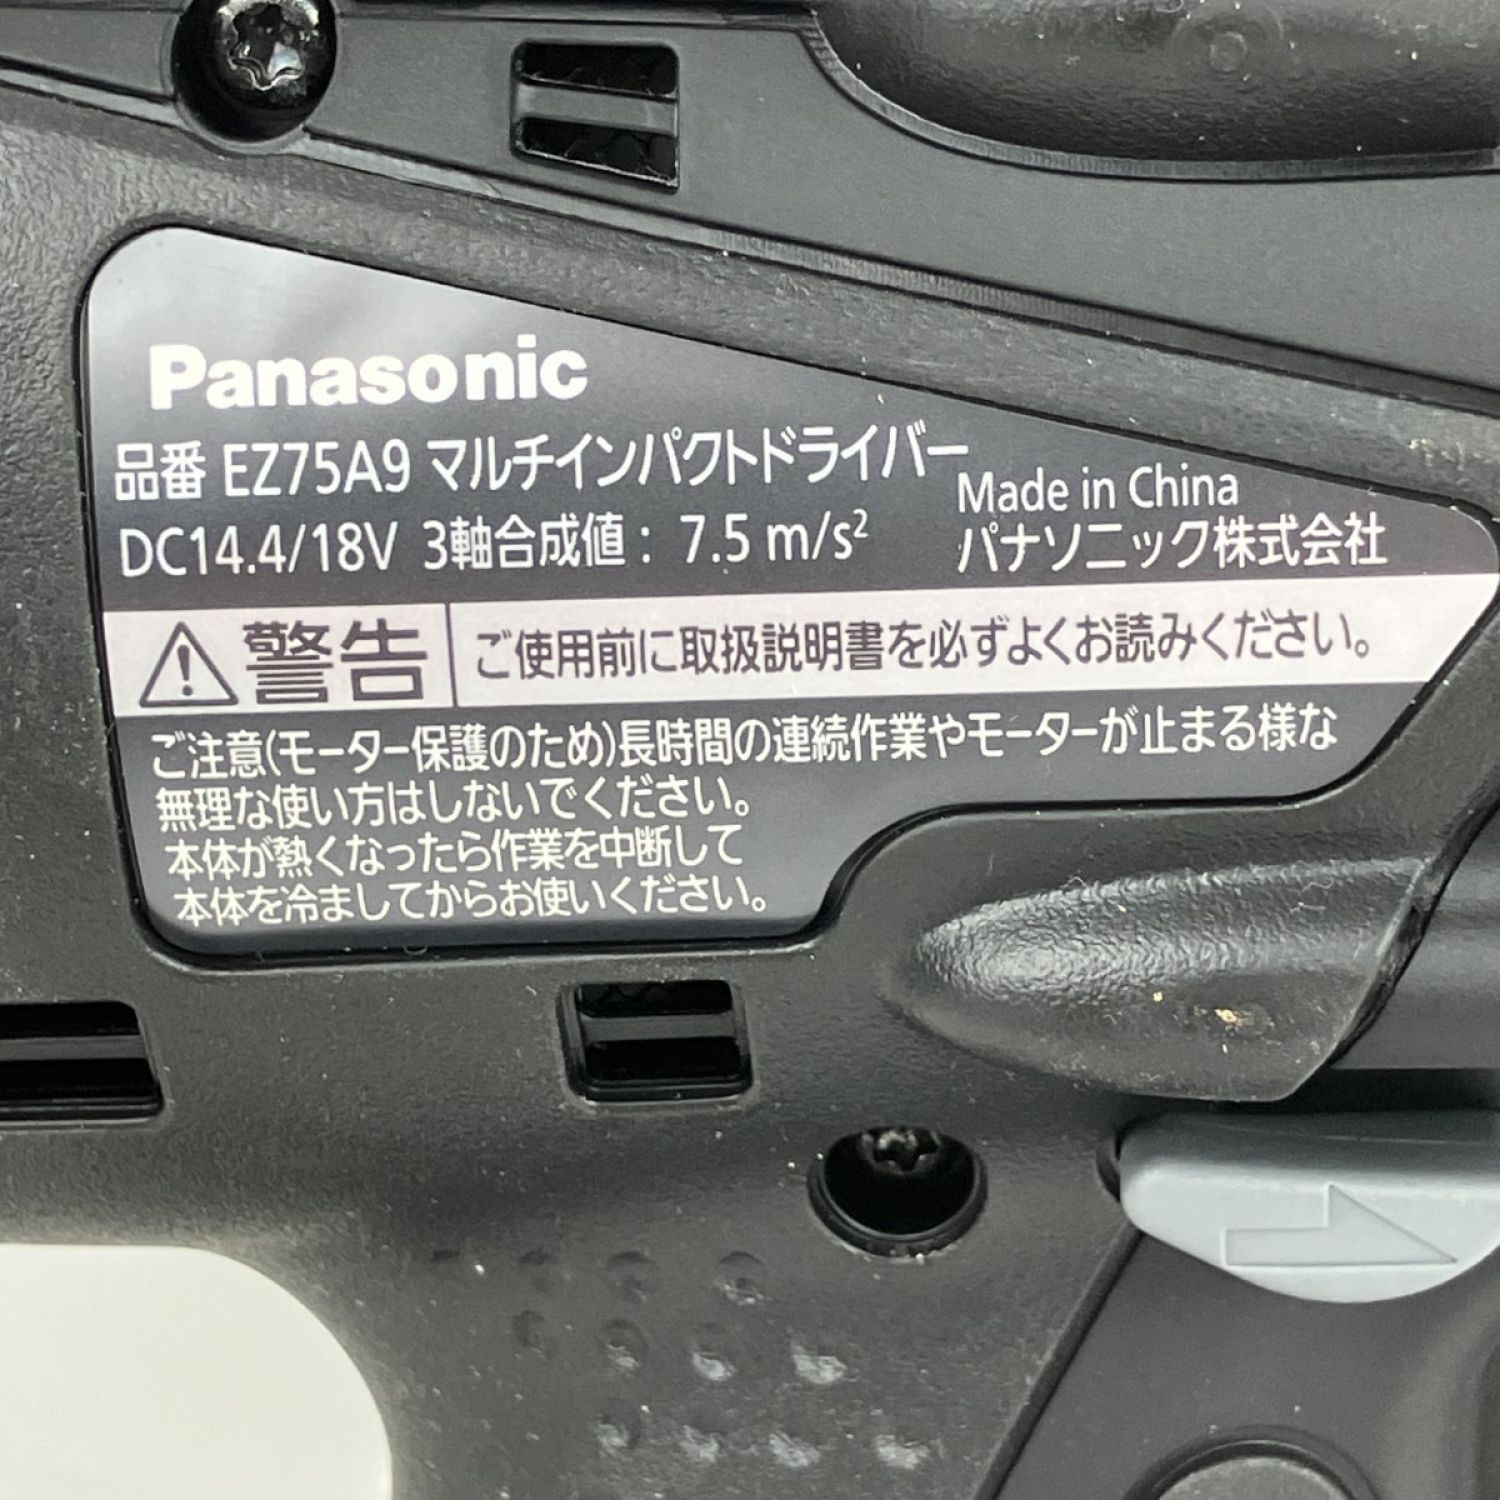 Panasonic
品番 EZ75A9 マルチインパクトドライバー
DC14.4/18V 3軸合成値： 7.5 m/s²
Made in China
パナソニック株式会社
警告 ご使用前に取扱説明書を必ずよくお読みください。
ご注意(モーター保護のため)長時間の連続作業やモーターが止まる様な
無理な使い方はしないでください。
本体が熱くなったら作業を中断して
本体を冷ましてからお使いください。